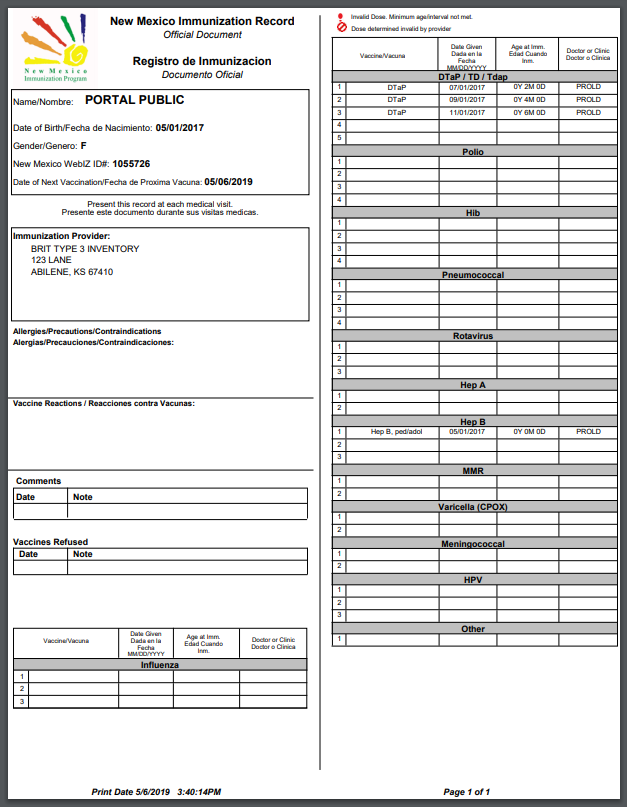 New Mexico
Immunization Program
New Mexico Immunization Record
Official Document
Registro de Inmunizacion
Documento Oficial
Name/Nombre: PORTAL PUBLIC
Date of Birth/Fecha de Nacimiento: 05/01/2017
Gender/Genero: F
New Mexico WebIZ ID#: 1055726
Date of Next Vaccination/Fecha de Proxima Vacuna: 05/06/2019
Present this record at each medical visit.
Presente este documento durante sus visitas medicas.
Immunization Provider:
BRIT TYPE 3 INVENTORY
123 LANE
ABILENE, KS 67410
Allergies/Precautions/Contraindications
Alergias/Precauciones/Contraindicaciones:
Vaccine Reactions / Reacciones contra Vacunas:
Comments
Date Note
Vaccines Refused
Date Note
Vaccine/Vacuna Date Given Dada en la Fecha MM/DD/YYYY Age at Imm. Edad Cuando Inm. Doctor or Clinic Doctor o Clinica
Influenza
1
2
3
Invalid Dose. Minimum age/interval not met.
Dose determined invalid by provider
Vaccine/Vacuna Date Given Dada en la Fecha MM/DD/YYYY Age at Imm. Edad Cuando Inm. Doctor or Clinic Doctor o Clinica
DTaP / TD / Tdap
1 DTaP 07/01/2017 0Y 2M 0D PROLD
2 DTaP 09/01/2017 0Y 4M 0D PROLD
3 DTaP 11/01/2017 0Y 6M 0D PROLD
4
5
Polio
1
2
3
4
Hib
1
2
3
4
Pneumococcal
1
2
3
4
Rotavirus
1
2
3
Hep A
1
2
Hep B
1 Hep B, ped/adol 05/01/2017 0Y 0M 0D PROLD
2
3
MMR
1
2
Varicella (CPOX)
1
2
Meningococcal
1
2
HPV
1
2
3
Other
1
Print Date 5/6/2019 3:40:14PM
Page 1 of 1